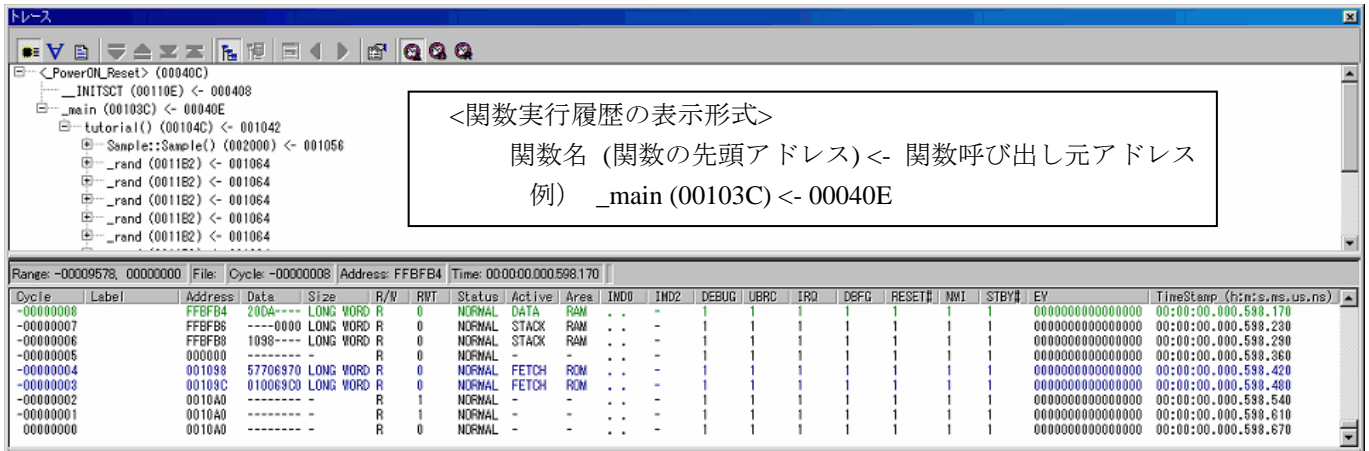 トレース
<_PowerON_Reset> (00040C)
__INITSCT (00110E) <- 000408
_main (00103C) <- 00040E
tutorial() (00104C) <- 001042
Sample::Sample() (002000) <- 001056
_rand (0011B2) <- 001064
_rand (0011B2) <- 001064
_rand (0011B2) <- 001064
_rand (0011B2) <- 001064
_rand (0011B2) <- 001064
<関数実行履歴の表示形式>
関数名 (関数の先頭アドレス) <- 関数呼び出し元アドレス
例) _main (00103C) <- 00040E
Range: -00009578, 00000000 File: Cycle: -00000008 Address: FFBFB4 Time: 00:00:00.000.598.170
Cycle Label Address Data Size R/W RWT Status Active Area IND0 IND2 DEBUG UBRC IRQ DBFG RESET# NMI STBY# EV TimeStamp (h:m:s.ms.us.ns)
-00000008 FFBFB4 20DA---- LONG WORD R 0 NORMAL DATA RAM . . - 1 1 1 1 1 1 1 0000000000000000 00:00:00.000.598.170
-00000007 FFBFB6 ----0000 LONG WORD R 0 NORMAL STACK RAM . . - 1 1 1 1 1 1 1 0000000000000000 00:00:00.000.598.230
-00000006 FFBFB8 1098---- LONG WORD R 0 NORMAL STACK RAM . . - 1 1 1 1 1 1 1 0000000000000000 00:00:00.000.598.290
-00000005 000000 -------- - R 0 NORMAL - - . . - 1 1 1 1 1 1 1 0000000000000000 00:00:00.000.598.360
-00000004 001098 57706970 LONG WORD R 0 NORMAL FETCH ROM . . - 1 1 1 1 1 1 1 0000000000000000 00:00:00.000.598.420
-00000003 00109C 010069C0 LONG WORD R 0 NORMAL FETCH ROM . . - 1 1 1 1 1 1 1 0000000000000000 00:00:00.000.598.480
-00000002 0010A0 -------- - R 1 NORMAL - - . . - 1 1 1 1 1 1 1 0000000000000000 00:00:00.000.598.540
-00000001 0010A0 -------- - R 1 NORMAL - - . . - 1 1 1 1 1 1 1 0000000000000000 00:00:00.000.598.610
00000000 0010A0 -------- - R 0 NORMAL - - . . - 1 1 1 1 1 1 1 0000000000000000 00:00:00.000.598.670